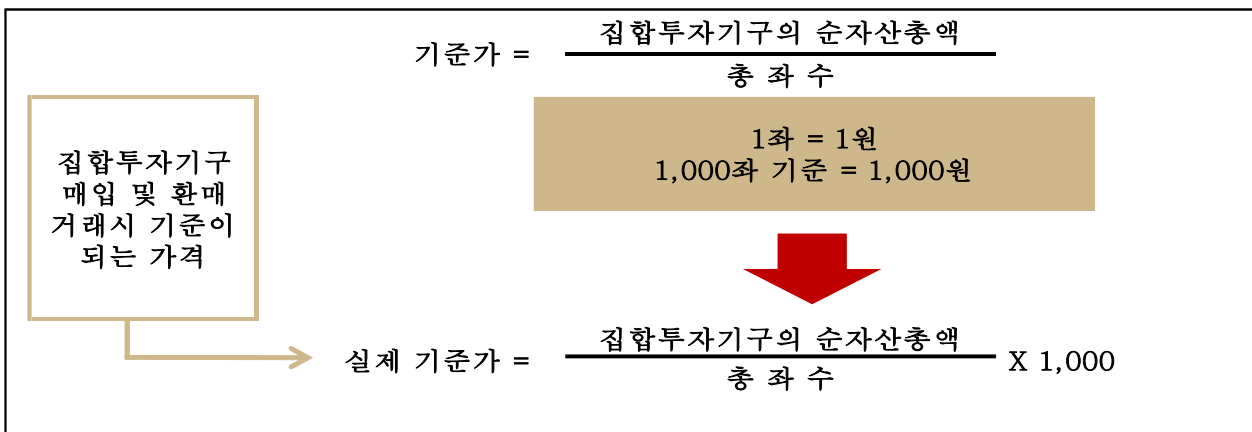 기준가 =
집합투자기구의 순자산총액
총 좌 수
1좌 = 1원
1,000좌 기준 = 1,000원
집합투자기구
매입 및 환매
거래시 기준이
되는 가격
실제 기준가 =
집합투자기구의 순자산총액
총 좌 수
X 1,000